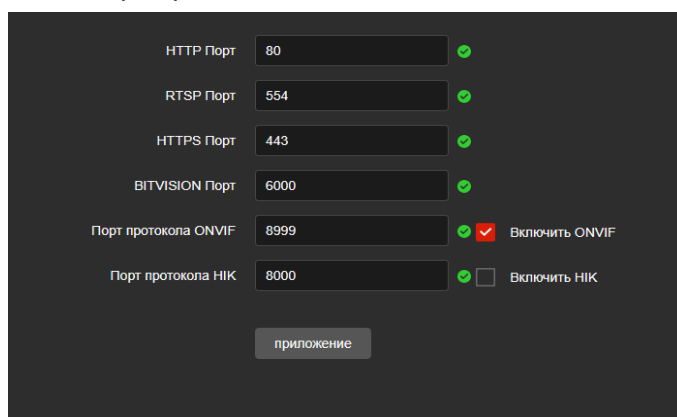 HTTP Порт 80
RTSP Порт 554
HTTPS Порт 443
BITVISION Порт 6000
Порт протокола ONVIF 8999 Включить ONVIF
Порт протокола HIK 8000 Включить HIK
приложение